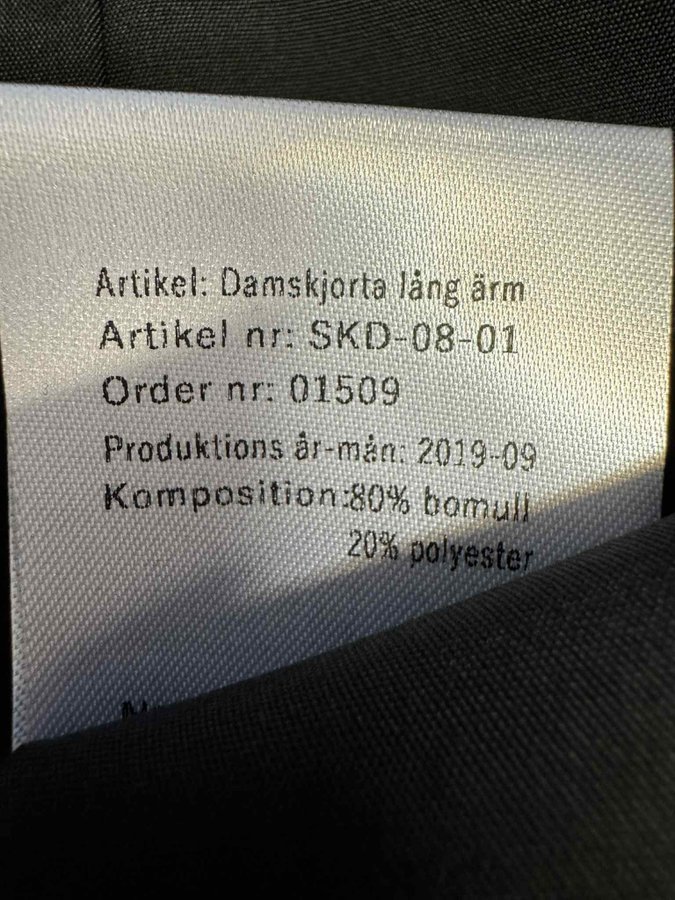 Artikel: Damskjorta lång ärm
Artikel nr: SKD-08-01
Order nr: 01509
Produktions år-mån: 2019-09
Komposition:80% bomull
20% polyester